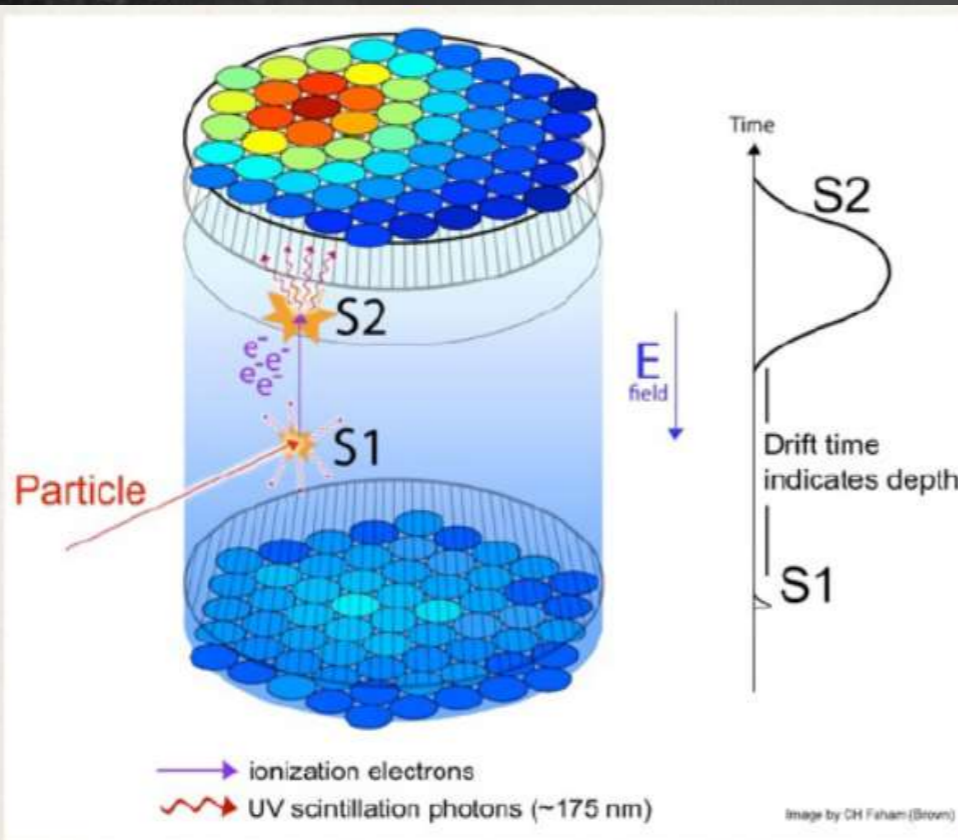 Time
S2
S2
e-
e-
e-
e-
E
field
S1
Drift time
indicates depth
Particle
S1
ionization electrons
UV scintillation photons (~175 nm)
Image by CH Faham (Brown)